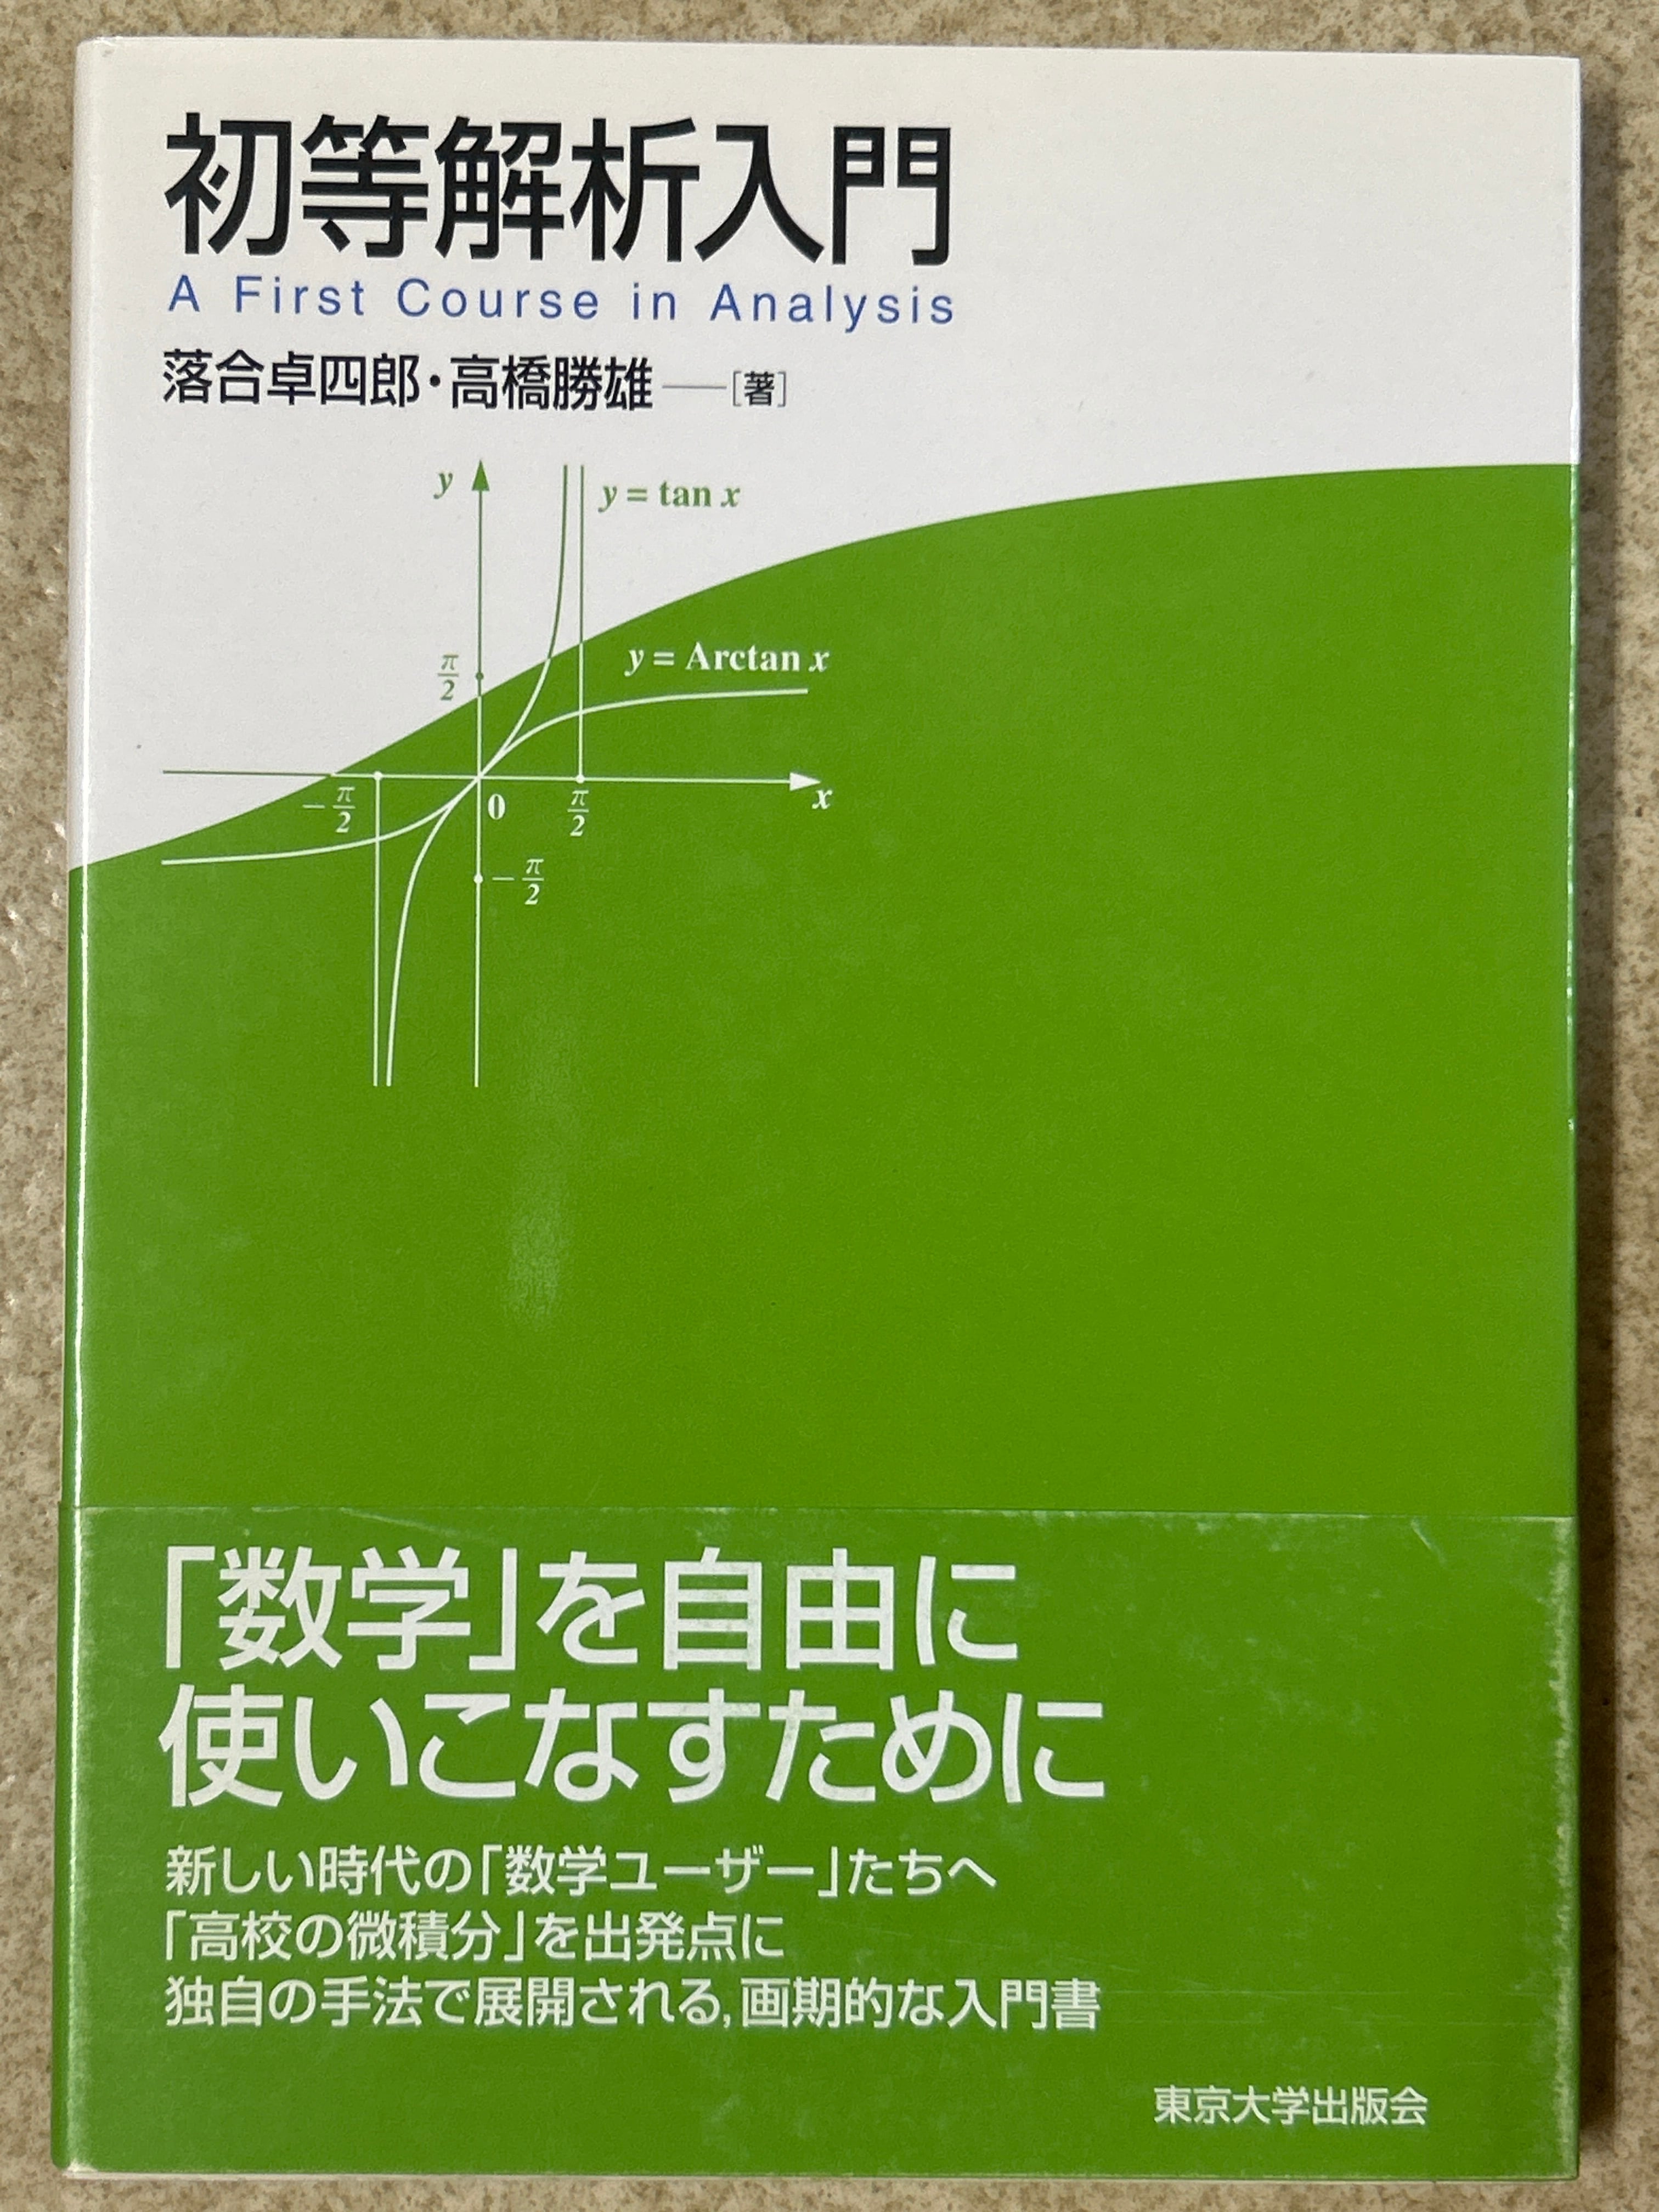 初等解析入門
A First Course in Analysis
落合卓四郎・高橋勝雄──[著]
y
y = tan x
π/2
y = Arctan x
−π/2
0
π/2
x
−π/2
「数学」を自由に
使いこなすために
新しい時代の「数学ユーザー」たちへ
「高校の微積分」を出発点に
独自の手法で展開される,画期的な入門書
東京大学出版会